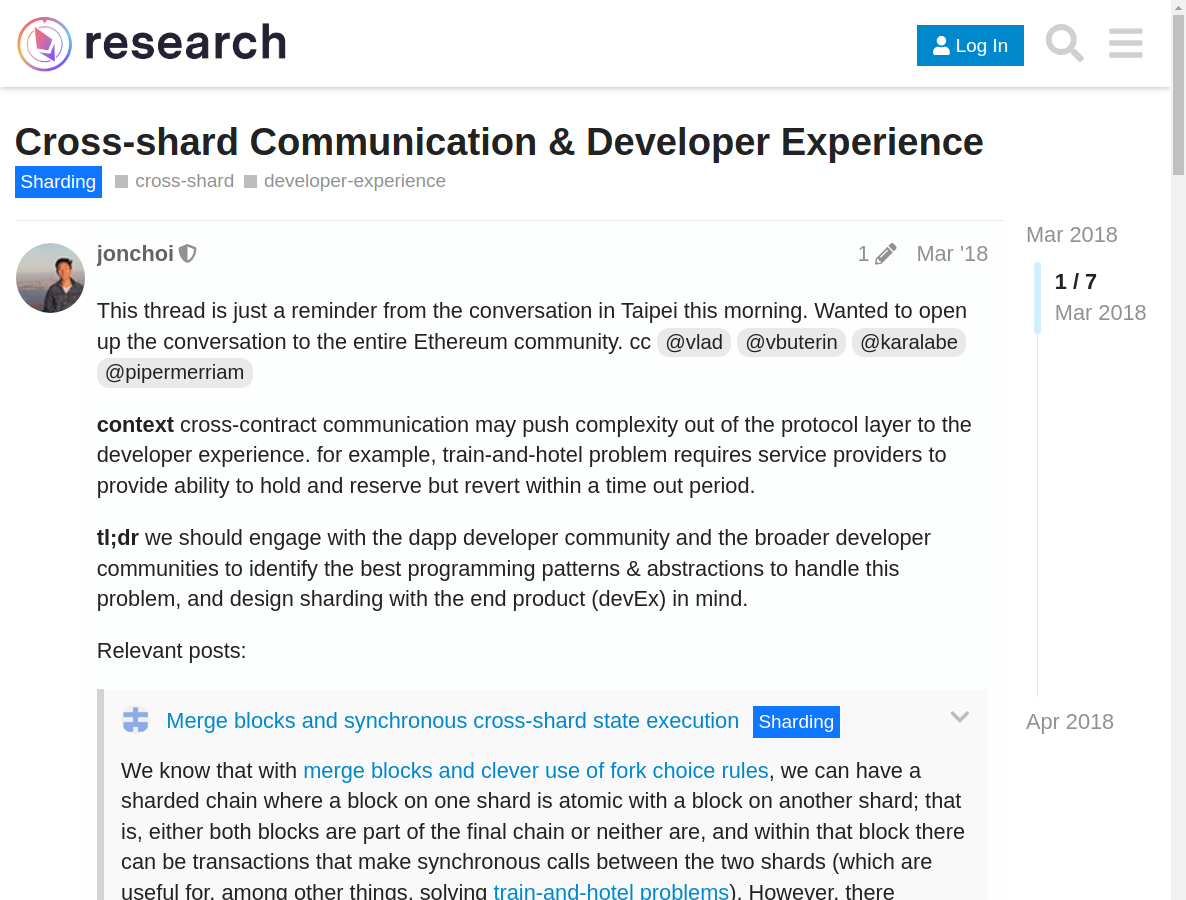 research
Log In
Cross-shard Communication & Developer Experience
Sharding cross-shard developer-experience
jonchoi 1 Mar '18
This thread is just a reminder from the conversation in Taipei this morning. Wanted to open
up the conversation to the entire Ethereum community. cc @vlad @vbuterin @karalabe
@pipermerriam
context cross-contract communication may push complexity out of the protocol layer to the
developer experience. for example, train-and-hotel problem requires service providers to
provide ability to hold and reserve but revert within a time out period.
tl;dr we should engage with the dapp developer community and the broader developer
communities to identify the best programming patterns & abstractions to handle this
problem, and design sharding with the end product (devEx) in mind.
Relevant posts:
Merge blocks and synchronous cross-shard state execution Sharding
We know that with merge blocks and clever use of fork choice rules, we can have a
sharded chain where a block on one shard is atomic with a block on another shard; that
is, either both blocks are part of the final chain or neither are, and within that block there
can be transactions that make synchronous calls between the two shards (which are
useful for, among other things, solving train-and-hotel problems). However, there
Mar 2018
1 / 7
Mar 2018
Apr 2018